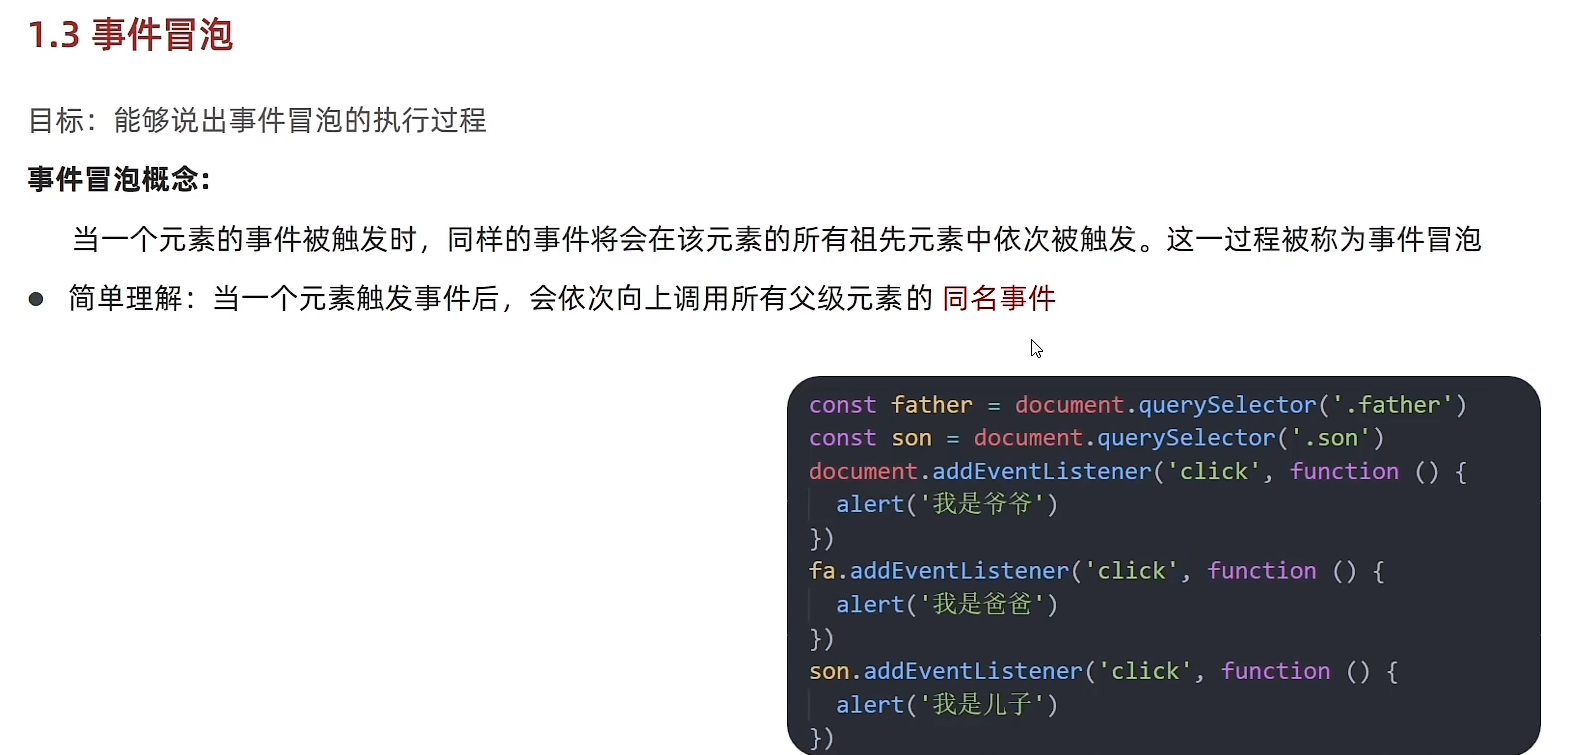 1.3 事件冒泡
目标：能够说出事件冒泡的执行过程
事件冒泡概念:
当一个元素的事件被触发时，同样的事件将会在该元素的所有祖先元素中依次被触发。这一过程被称为事件冒泡
● 简单理解：当一个元素触发事件后，会依次向上调用所有父级元素的 同名事件
const father = document.querySelector('.father')
const son = document.querySelector('.son')
document.addEventListener('click', function () {
  alert('我是爷爷')
})
fa.addEventListener('click', function () {
  alert('我是爸爸')
})
son.addEventListener('click', function () {
  alert('我是儿子')
})